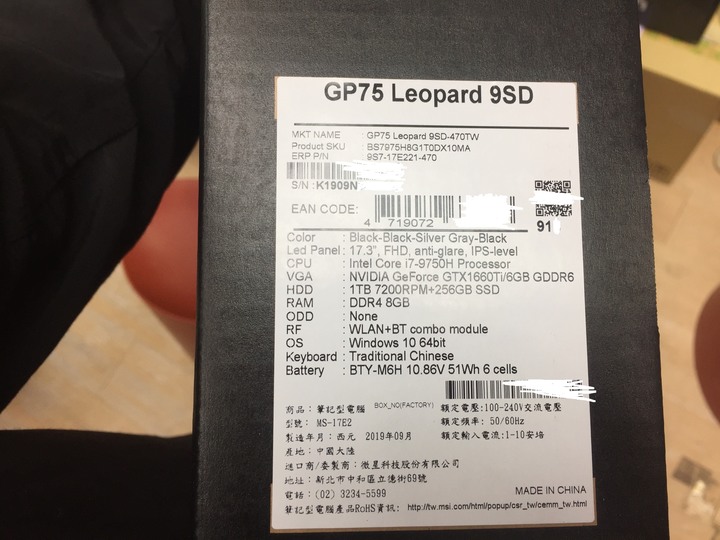 GP75 Leopard 9SD
MKT NAME : GP75 Leopard 9SD-470TW
Product SKU : BS7975H8G1T0DX10MA
ERP P/N : 9S7-17E221-470
S/N: K1909N
EAN CODE:
4 719072
91
Color : Black-Black-Silver Gray-Black
Led Panel : 17.3", FHD, anti-glare, IPS-level
CPU : Intel Core i7-9750H Processor
VGA : NVIDIA GeForce GTX1660Ti/6GB GDDR6
HDD : 1TB 7200RPM+256GB SSD
RAM : DDR4 8GB
ODD : None
RF : WLAN+BT combo module
OS : Windows 10 64bit
Keyboard : Traditional Chinese
Battery : BTY-M6H 10.86V 51Wh 6 cells
商品: 筆記型電腦 BOX_NO(FACTORY) 額定電壓:100-240V交流電壓
型號: MS-17E2 額定頻率: 50/60Hz
製造年月: 西元 2019年09月 額定輸入電流:1-10安培
產地: 中國大陸
進口商/委製商: 微星科技股份有限公司
地址: 新北市中和區立德街69號
電話: (02) 3234-5599 MADE IN CHINA
筆記型電腦產品RoHS資訊: http://tw.msi.com/html/popup/csr_tw/cemm_tw.html